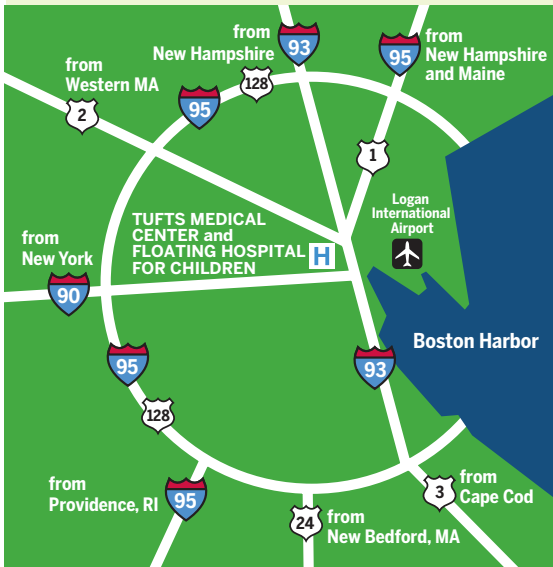 from
New Hampshire
93
from
New Hampshire
and Maine
95
from
Western MA
128
95
2
1
TUFTS MEDICAL
CENTER and
FLOATING HOSPITAL
FOR CHILDREN
H
Logan
International
Airport
from
New York
90
Boston Harbor
95
93
128
from
Providence, RI
95
24
from
New Bedford, MA
3
from
Cape Cod